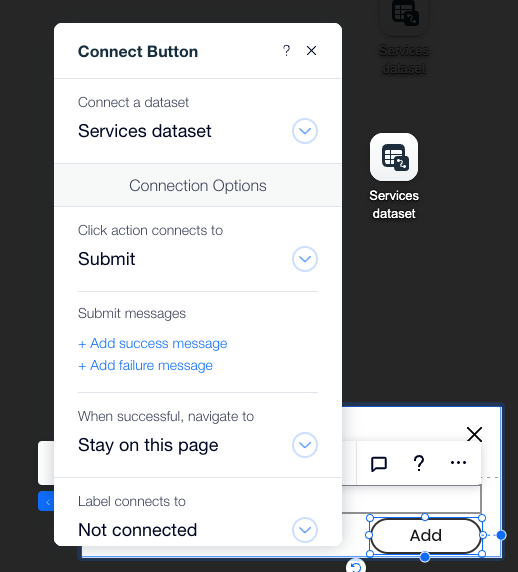 Services
dataset
Connect Button
?
Connect a dataset
Services dataset
Services
dataset
Connection Options
Click action connects to
Submit
Submit messages
+ Add success message
+ Add failure message
When successful, navigate to
Stay on this page
?
Label connects to
Not connected
Add